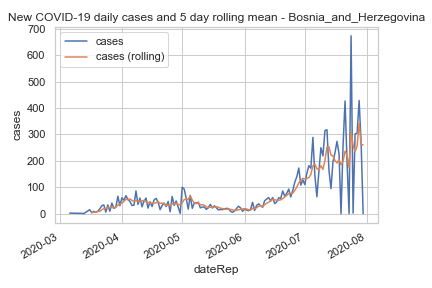 New COVID-19 daily cases and 5 day rolling mean - Bosnia_and_Herzegovina
cases
cases (rolling)
700
600
500
400
300
200
100
0
cases
2020-03
2020-04
2020-05
2020-06
2020-07
2020-08
dateRep